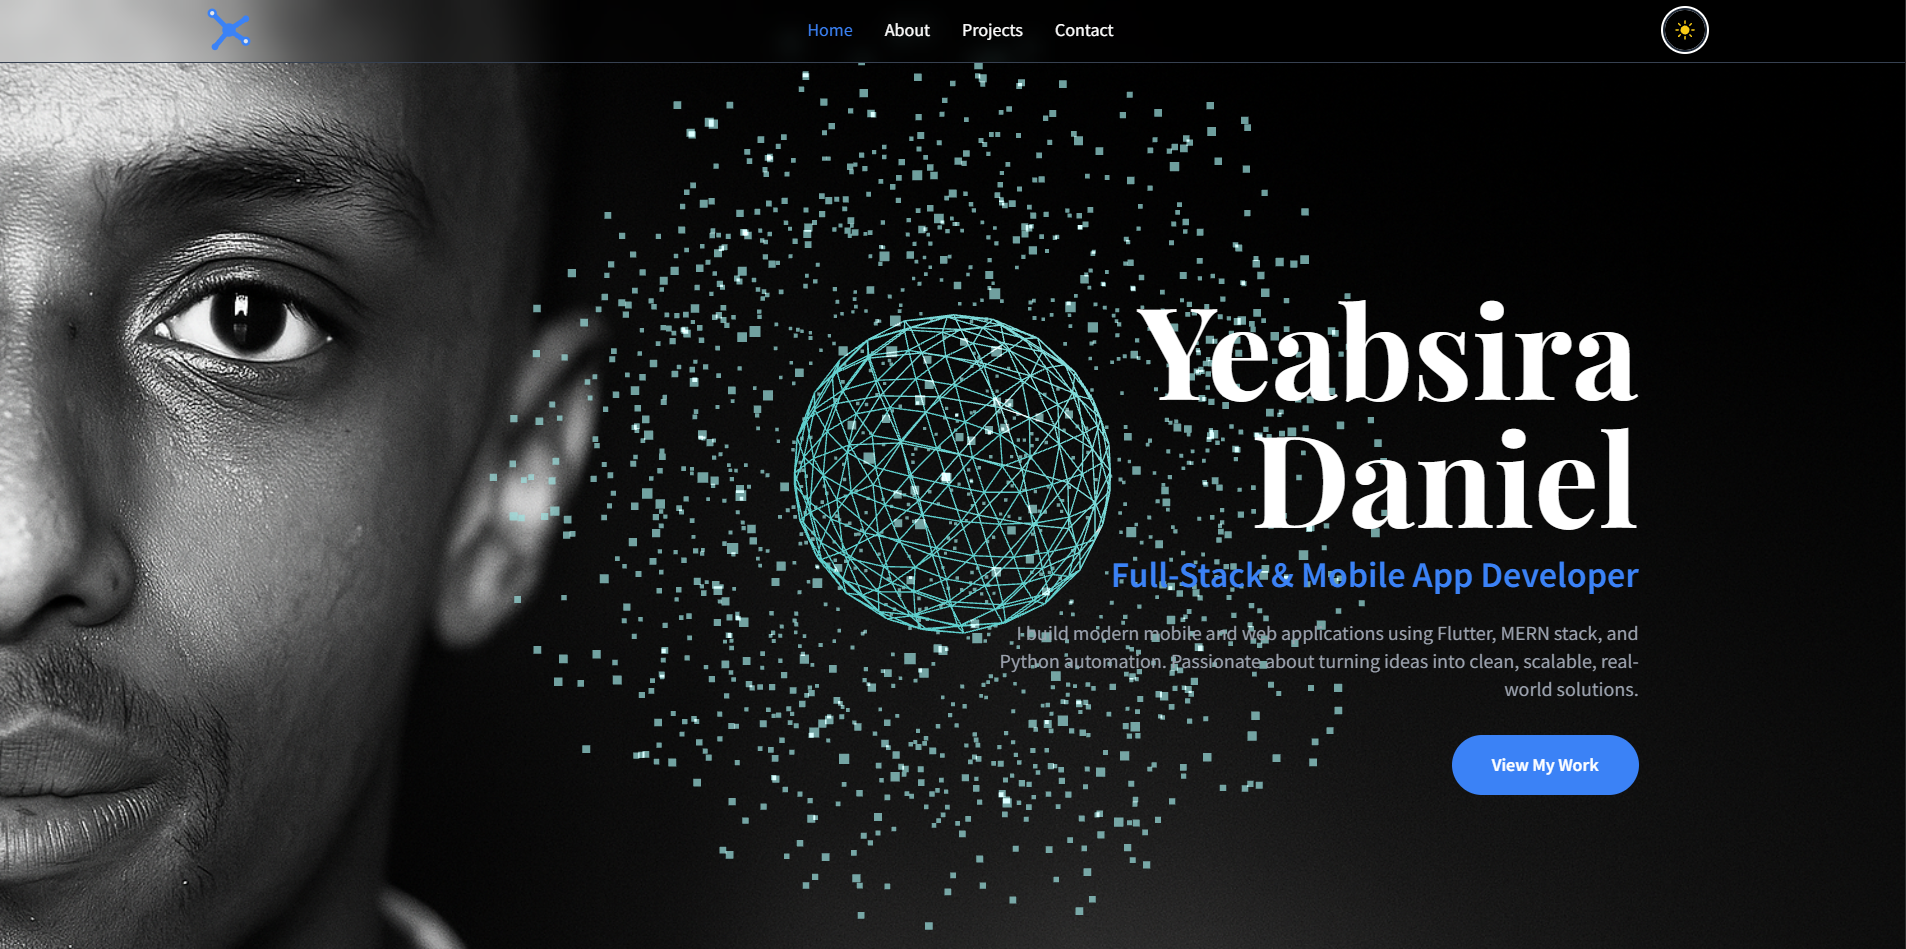 Home About Projects Contact
Yeabsira
Daniel
Full-Stack & Mobile App Developer
I build modern mobile and web applications using Flutter, MERN stack, and
Python automation. Passionate about turning ideas into clean, scalable, real-
world solutions.
View My Work